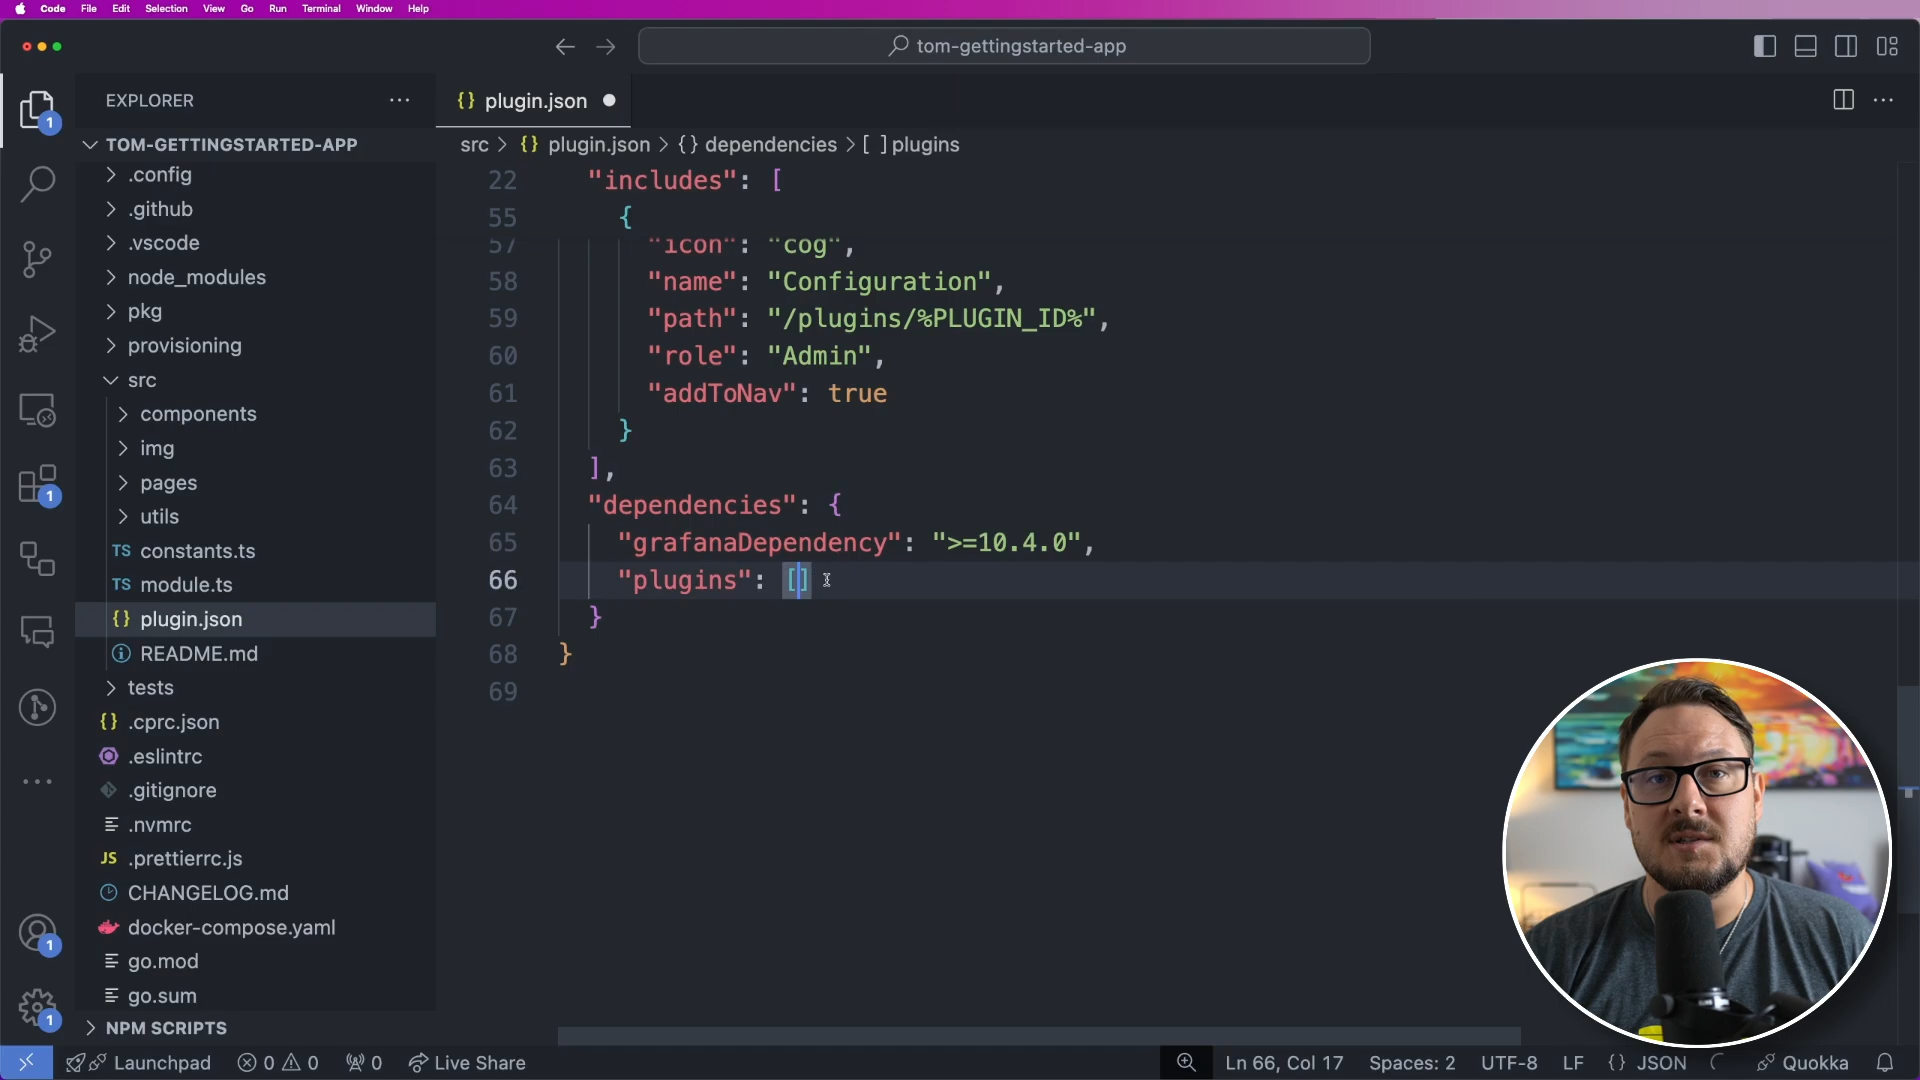 Code File Edit Selection View Go Run Terminal Window Help
tom-gettingstarted-app
EXPLORER
{} plugin.json
TOM-GETTINGSTARTED-APP
src > {} plugin.json > {} dependencies > [ ] plugins
.config
.github
.vscode
node_modules
pkg
provisioning
src
components
img
pages
utils
TS constants.ts
TS module.ts
{} plugin.json
README.md
tests
{} .cprc.json
.eslintrc
.gitignore
.nvmrc
JS .prettierrc.js
CHANGELOG.md
docker-compose.yaml
go.mod
go.sum
NPM SCRIPTS
22 "includes": [
55 {
57 "icon": "cog",
58 "name": "Configuration",
59 "path": "/plugins/%PLUGIN_ID%",
60 "role": "Admin",
61 "addToNav": true
62 }
63 ],
64 "dependencies": {
65 "grafanaDependency": ">=10.4.0",
66 "plugins": []
67 }
68 }
69
1
1
1
1
Launchpad 0 0 0 Live Share Ln 66, Col 17 Spaces: 2 UTF-8 LF {} JSON Quokka